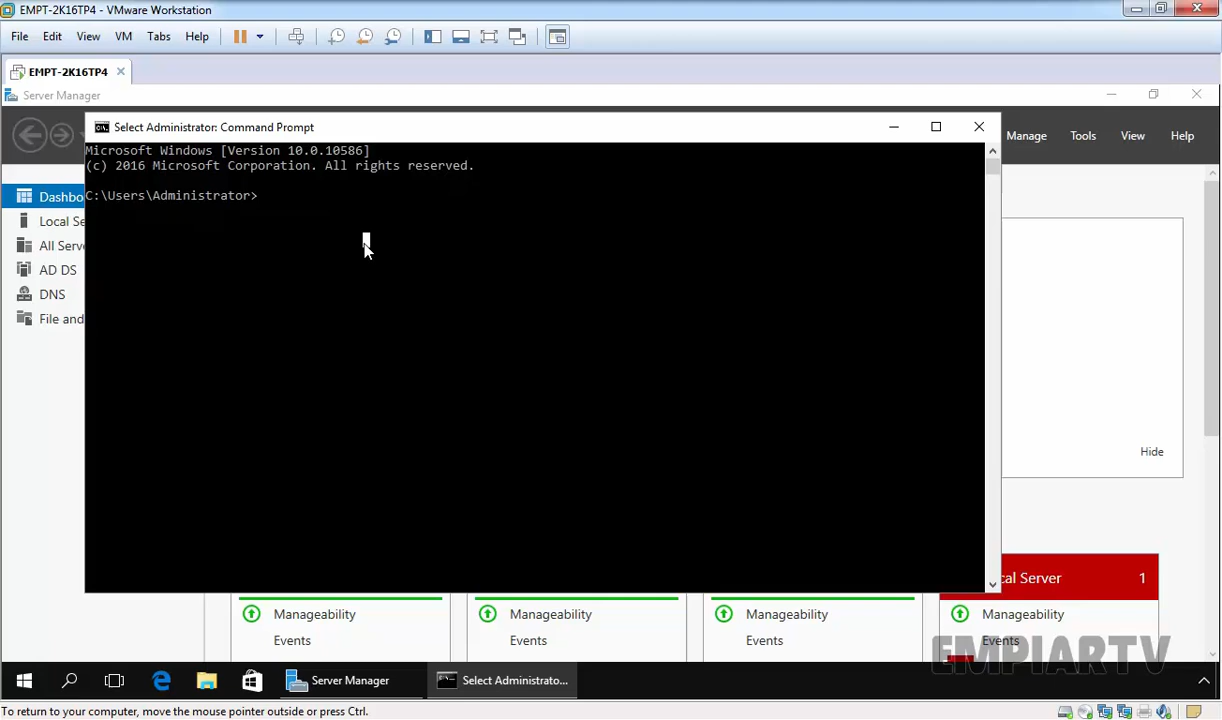 EMPT-2K16TP4 - VMware Workstation
File Edit View VM Tabs Help
EMPT-2K16TP4
Server Manager
Select Administrator: Command Prompt
Manage Tools View Help
Microsoft Windows [Version 10.0.10586]
(c) 2016 Microsoft Corporation. All rights reserved.
C:\Users\Administrator>
Dashbo
Local Se
All Serv
AD DS
DNS
File and
Hide
cal Server 1
Manageability Manageability Manageability Manageability
Events Events Events Events
EMPIARTV
Server Manager Select Administrato...
To return to your computer, move the mouse pointer outside or press Ctrl.